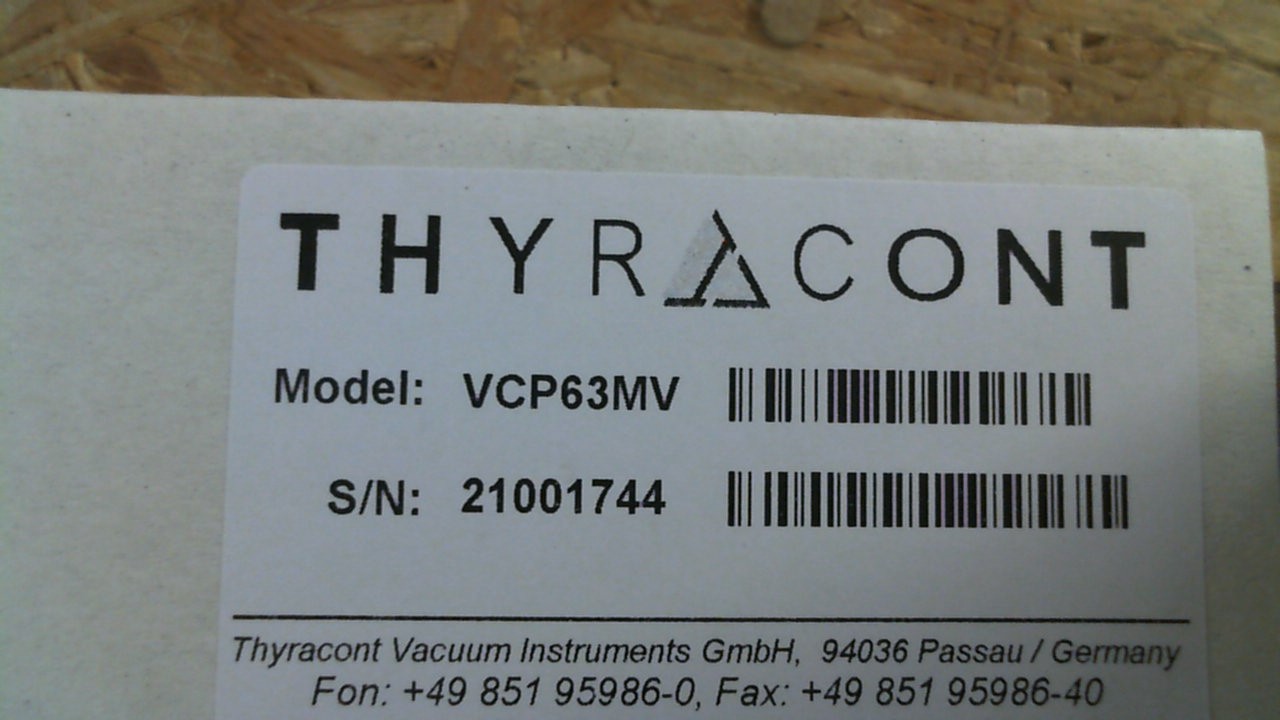 THYRACONT
Model: VCP63MV
S/N: 21001744
Thyracont Vacuum Instruments GmbH, 94036 Passau / Germany
Fon: +49 851 95986-0, Fax: +49 851 95986-40